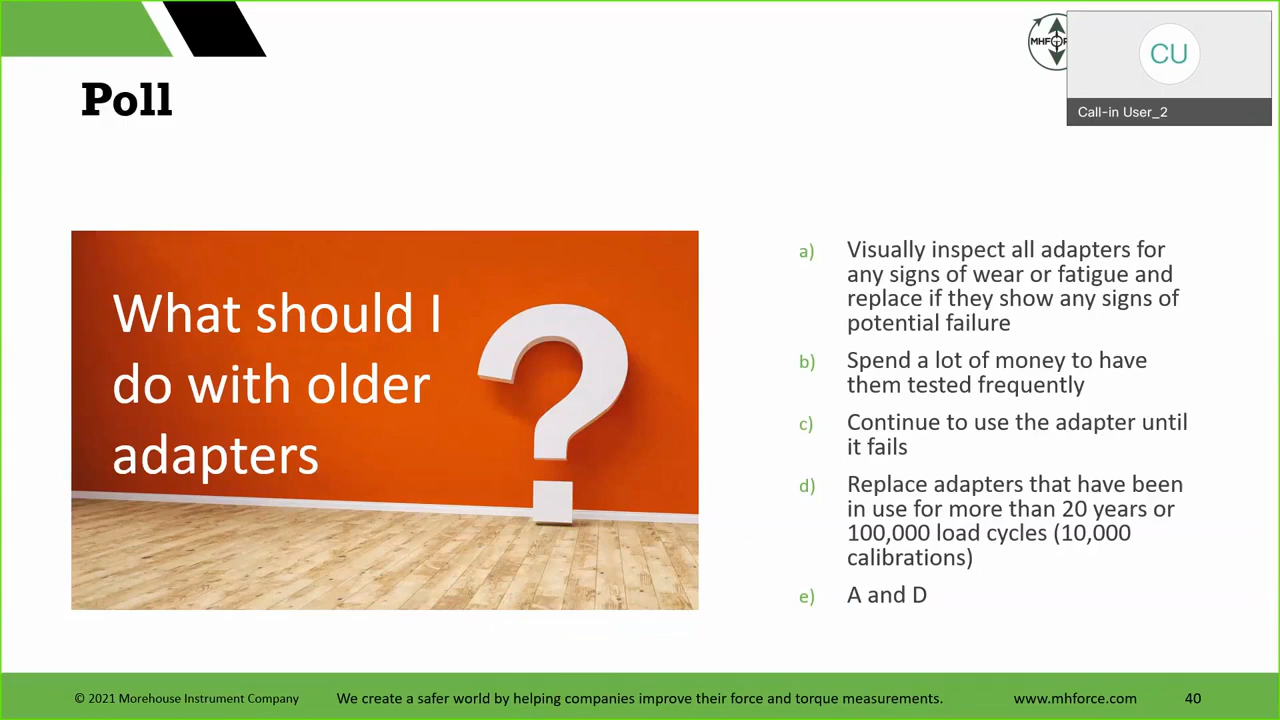 MHFOR
CU
Call-in User_2
Poll
What should I
do with older
adapters
?
a) Visually inspect all adapters for
any signs of wear or fatigue and
replace if they show any signs of
potential failure
b) Spend a lot of money to have
them tested frequently
c) Continue to use the adapter until
it fails
d) Replace adapters that have been
in use for more than 20 years or
100,000 load cycles (10,000
calibrations)
e) A and D
© 2021 Morehouse Instrument Company We create a safer world by helping companies improve their force and torque measurements. www.mhforce.com 40